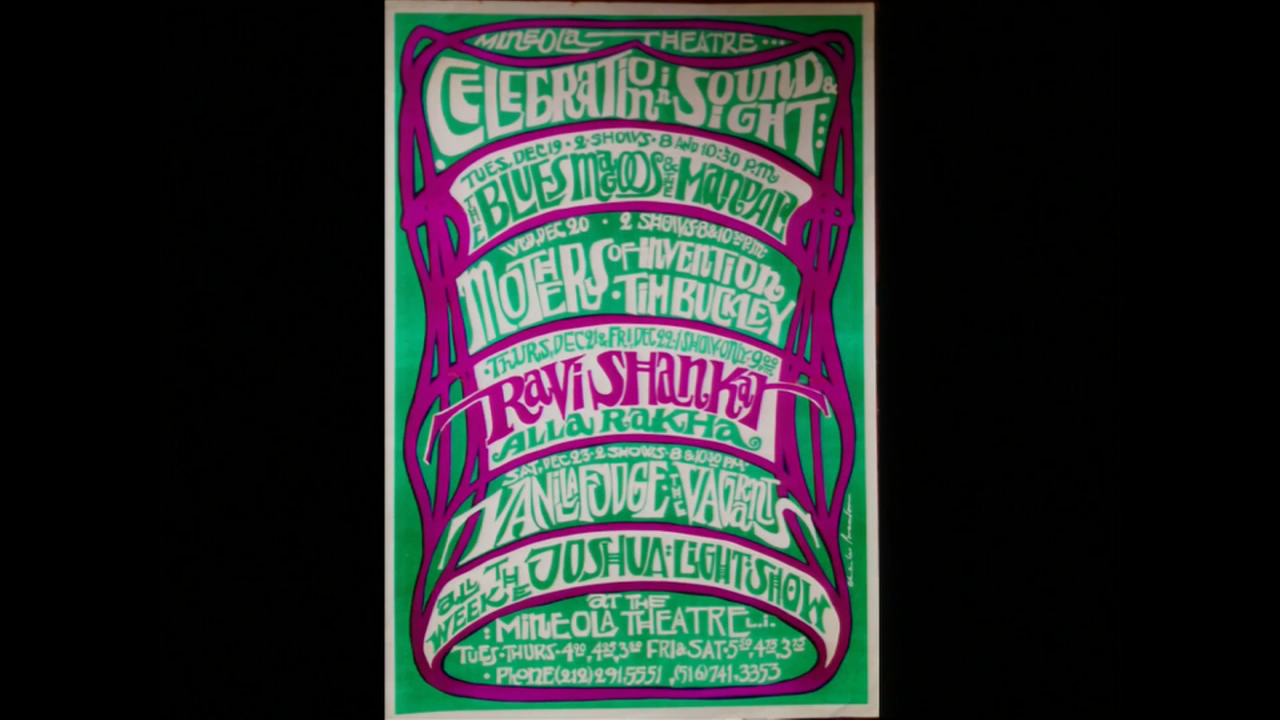 MINEOLA THEATRE...
CELEBRATION in SOUND &
SIGHT:
TUES, DEC 19 • 2 SHOWS • 8 AND 10:30 P.M.
THE BLUES MAGOOS & THE MANDALA
WED, DEC. 20 • 2 SHOWS • 8 & 10:30 P.M.
MOTHERS OF INVENTION
• TIM BUCKLEY
• THURS, DEC 21 & FRI, DEC 22 • 1 SHOW ONLY • 9:00 P.M.
RAVI SHANKAR
ALLA RAKHA
SAT, DEC 23 • 2 SHOWS • 8 & 10:30 PM
VANILLA FUDGE • THE VAGRANTS
ALL WEEK • THE JOSHUA LIGHT SHOW
at THE
: MINEOLA THEATRE L.I.
TUES • THURS • 4.50, 4.00, 3.50 FRI & SAT • 5.50, 4.75, 3.75
• PHONE (212) 291.5551, (516) 741.3353